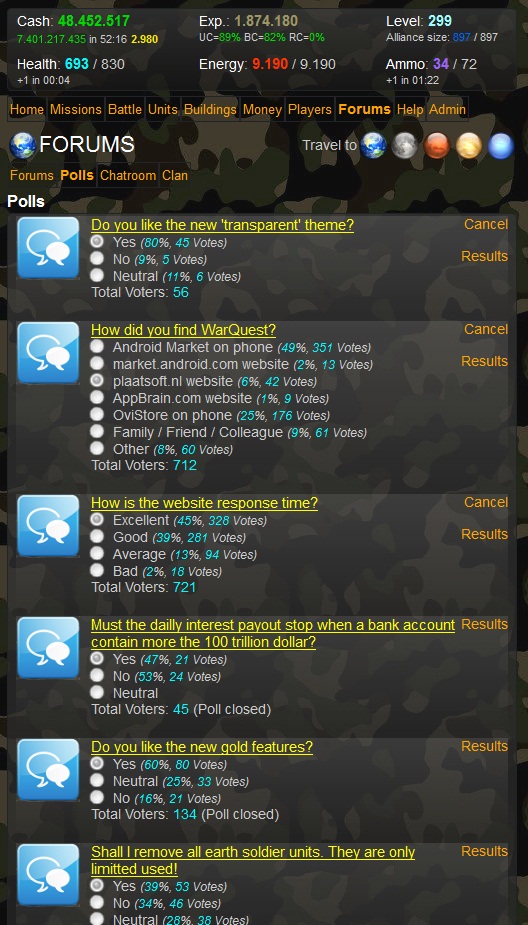 Cash: 48.452.517 Exp.: 1.874.180 Level: 299
7.401.217.435 in 52:16 2.980 UC=89% BC=82% RC=0% Alliance size: 897 / 897
Health: 693 / 830 Energy: 9.190 / 9.190 Ammo: 34 / 72
+1 in 00:04 +1 in 01:22
Home Missions Battle Units Buildings Money Players Forums Help Admin
FORUMS Travel to
Forums Polls Chatroom Clan
Polls
Do you like the new 'transparent' theme? Cancel
Yes (80%, 45 Votes)
No (9%, 5 Votes) Results
Neutral (11%, 6 Votes)
Total Voters: 56
How did you find WarQuest? Cancel
Android Market on phone (49%, 351 Votes)
market.android.com website (2%, 13 Votes) Results
plaatsoft.nl website (6%, 42 Votes)
AppBrain.com website (1%, 9 Votes)
OviStore on phone (25%, 176 Votes)
Family / Friend / Colleague (9%, 61 Votes)
Other (8%, 60 Votes)
Total Voters: 712
How is the website response time? Cancel
Excellent (45%, 328 Votes)
Good (39%, 281 Votes) Results
Average (13%, 94 Votes)
Bad (2%, 18 Votes)
Total Voters: 721
Must the dailly interest payout stop when a bank account Results
contain more the 100 trillion dollar?
Yes (47%, 21 Votes)
No (53%, 24 Votes)
Neutral
Total Voters: 45 (Poll closed)
Do you like the new gold features? Results
Yes (60%, 80 Votes)
Neutral (25%, 33 Votes)
No (16%, 21 Votes)
Total Voters: 134 (Poll closed)
Shall I remove all earth soldier units. They are only Results
limitted used!
Yes (39%, 53 Votes)
No (34%, 46 Votes)
Neutral (28%, 38 Votes)